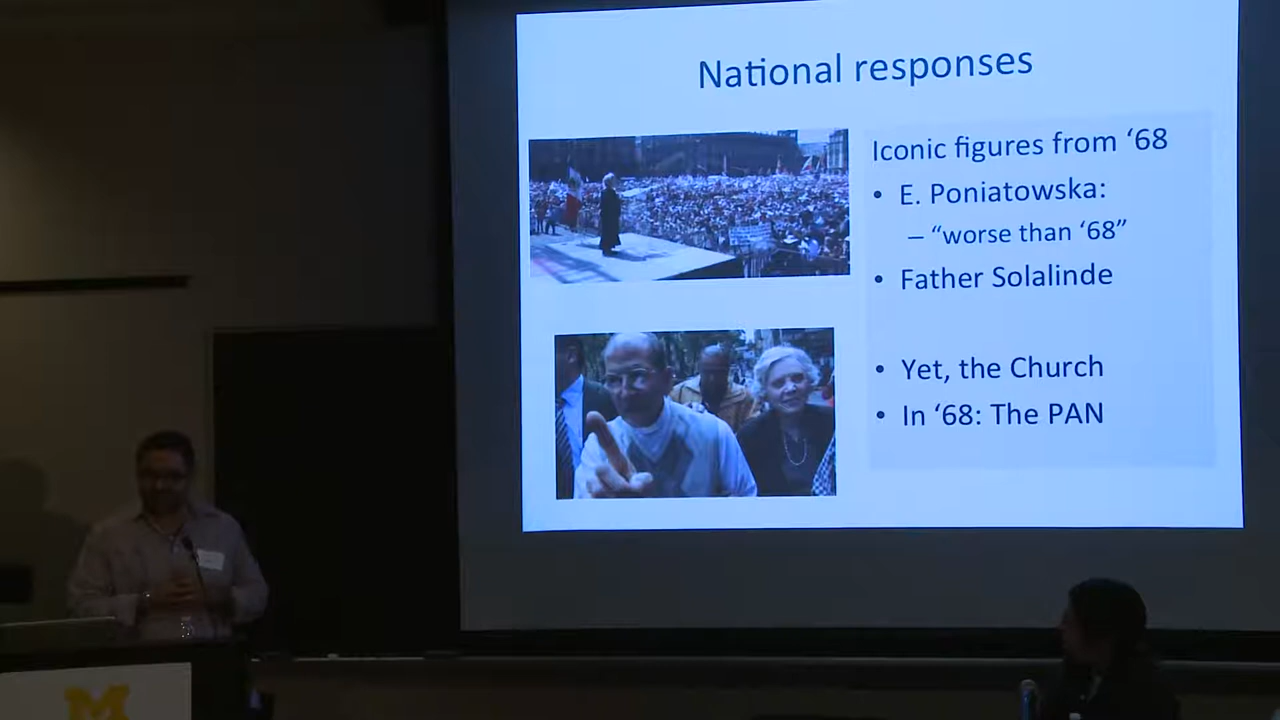 National responses
Iconic figures from ‘68
• E. Poniatowska:
– “worse than ‘68”
• Father Solalinde
• Yet, the Church
• In ‘68: The PAN
M